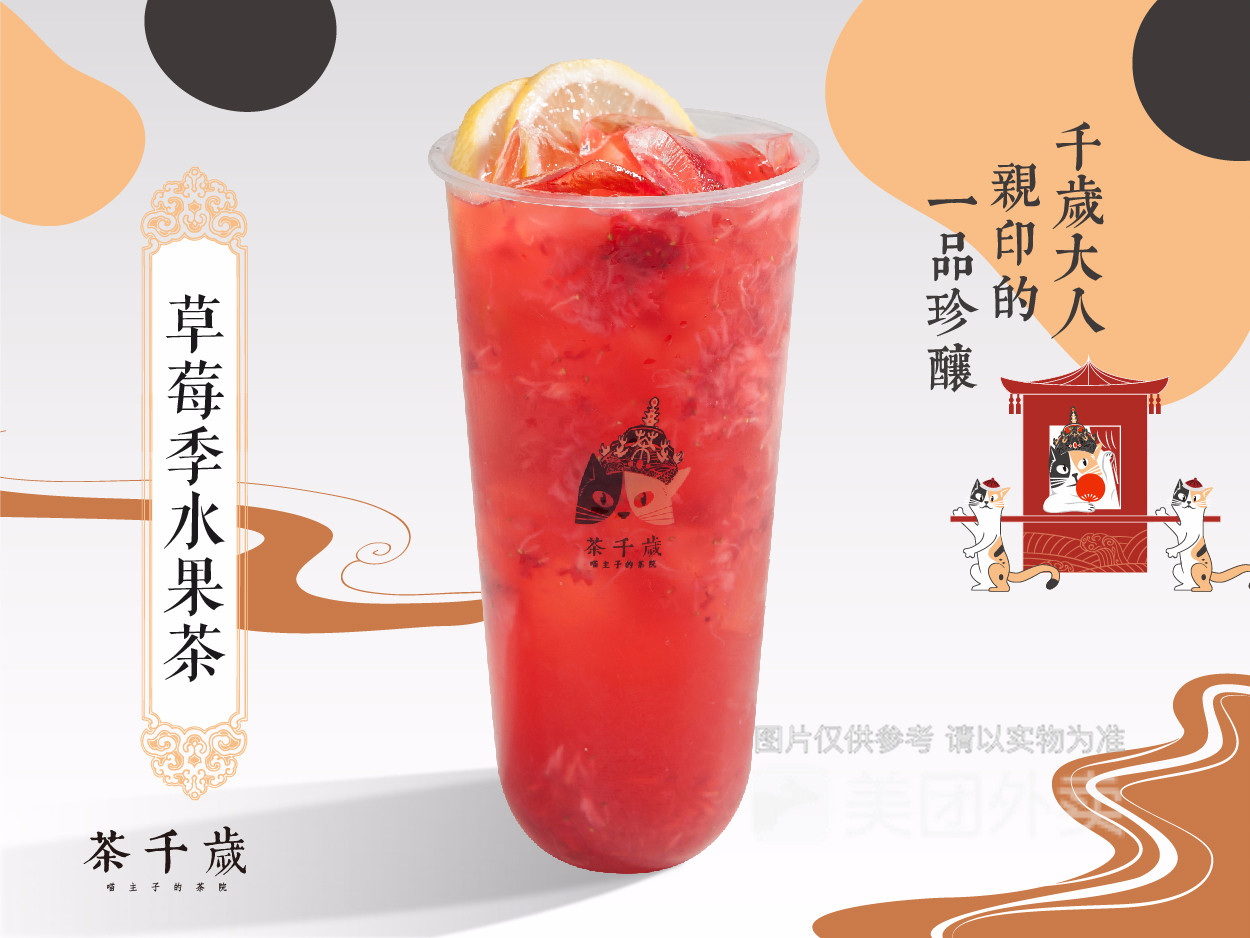 千歲大人
親印的
一品珍釀
草莓季水果茶
茶千歲
喵主子的茶院
茶千歲
喵主子的茶院
图片仅供参考 请以实物为准
美团外卖